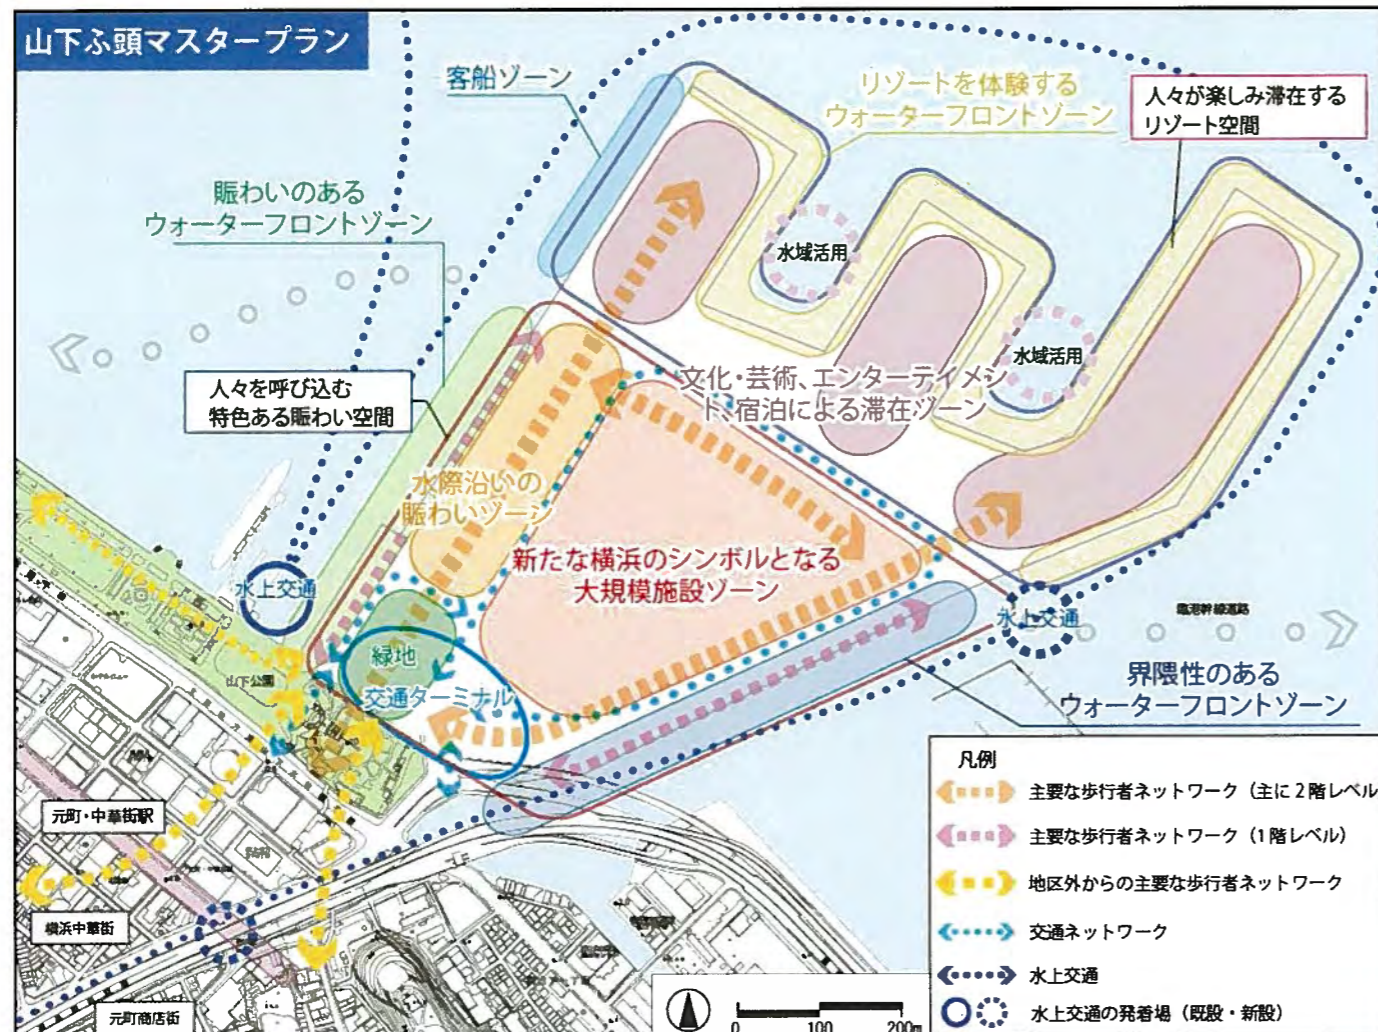 山下ふ頭マスタープラン
客船ゾーン
リゾートを体験する
ウォーターフロントゾーン
人々が楽しみ滞在する
リゾート空間
賑わいのある
ウォーターフロントゾーン
水域活用
水域活用
人々を呼び込む
特色ある賑わい空間
文化・芸術、エンターテイメン
ト、宿泊による滞在ゾーン
水際沿いの
賑わいゾーン
新たな横浜のシンボルとなる
大規模施設ゾーン
水上交通
水上交通
臨港幹線道路
緑地
交通ターミナル
山下公園
界隈性のある
ウォーターフロントゾーン
元町・中華街駅
横浜中華街
元町商店街
凡例
主要な歩行者ネットワーク（主に2階レベル
主要な歩行者ネットワーク（1階レベル）
地区外からの主要な歩行者ネットワーク
交通ネットワーク
水上交通
水上交通の発着場（既設・新設）
0 100 200m